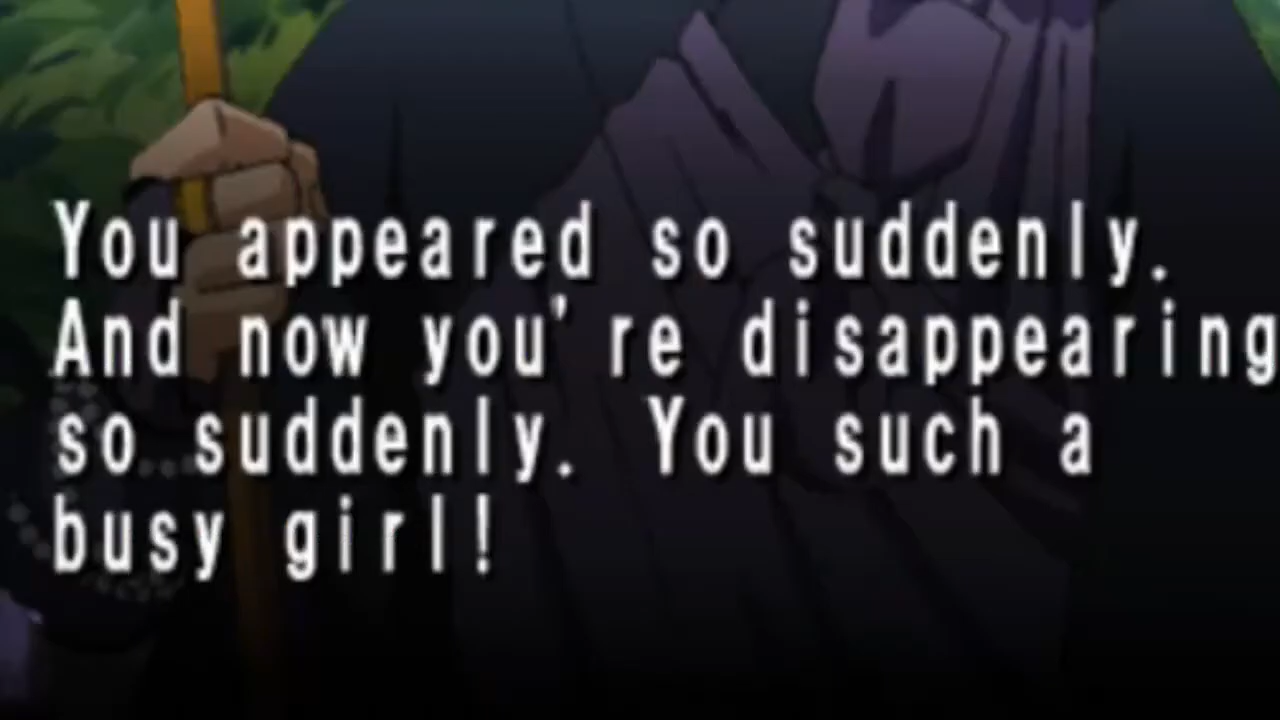 You appeared so suddenly.
And now you're disappearing
so suddenly. You such a
busy girl!